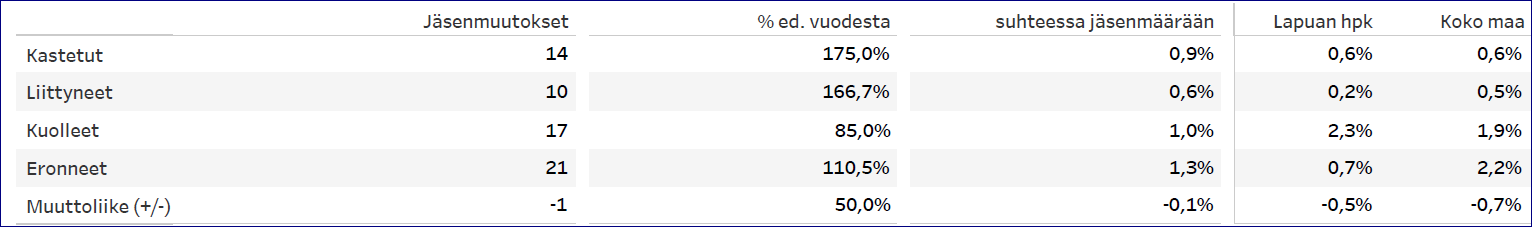 Jäsenmuutokset % ed. vuodesta suhteessa jäsenmäärään Lapuan hpk Koko maa
Kastetut 14 175,0% 0,9% 0,6% 0,6%
Liittyneet 10 166,7% 0,6% 0,2% 0,5%
Kuolleet 17 85,0% 1,0% 2,3% 1,9%
Eronneet 21 110,5% 1,3% 0,7% 2,2%
Muuttoliike (+/-) -1 50,0% -0,1% -0,5% -0,7%